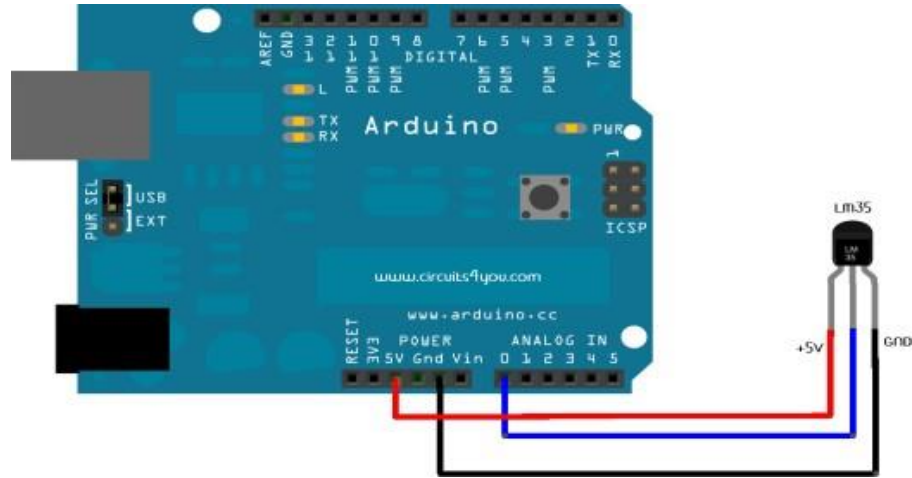 AREF
GND
13
12
PWM 11
PWM 10
PWM 9
8
7
PWM 6
PWM 5
4
PWM 3
2
TX 1
RX 0
DIGITAL
L
TX
RX
Arduino
PWR
1
ICSP
PWR SEL
USB
EXT
www.circuits4you.com
www.arduino.cc
RESET
3V3
POWER
5V Gnd Vin
ANALOG IN
0 1 2 3 4 5
LM35
LM
35
+5V
GND